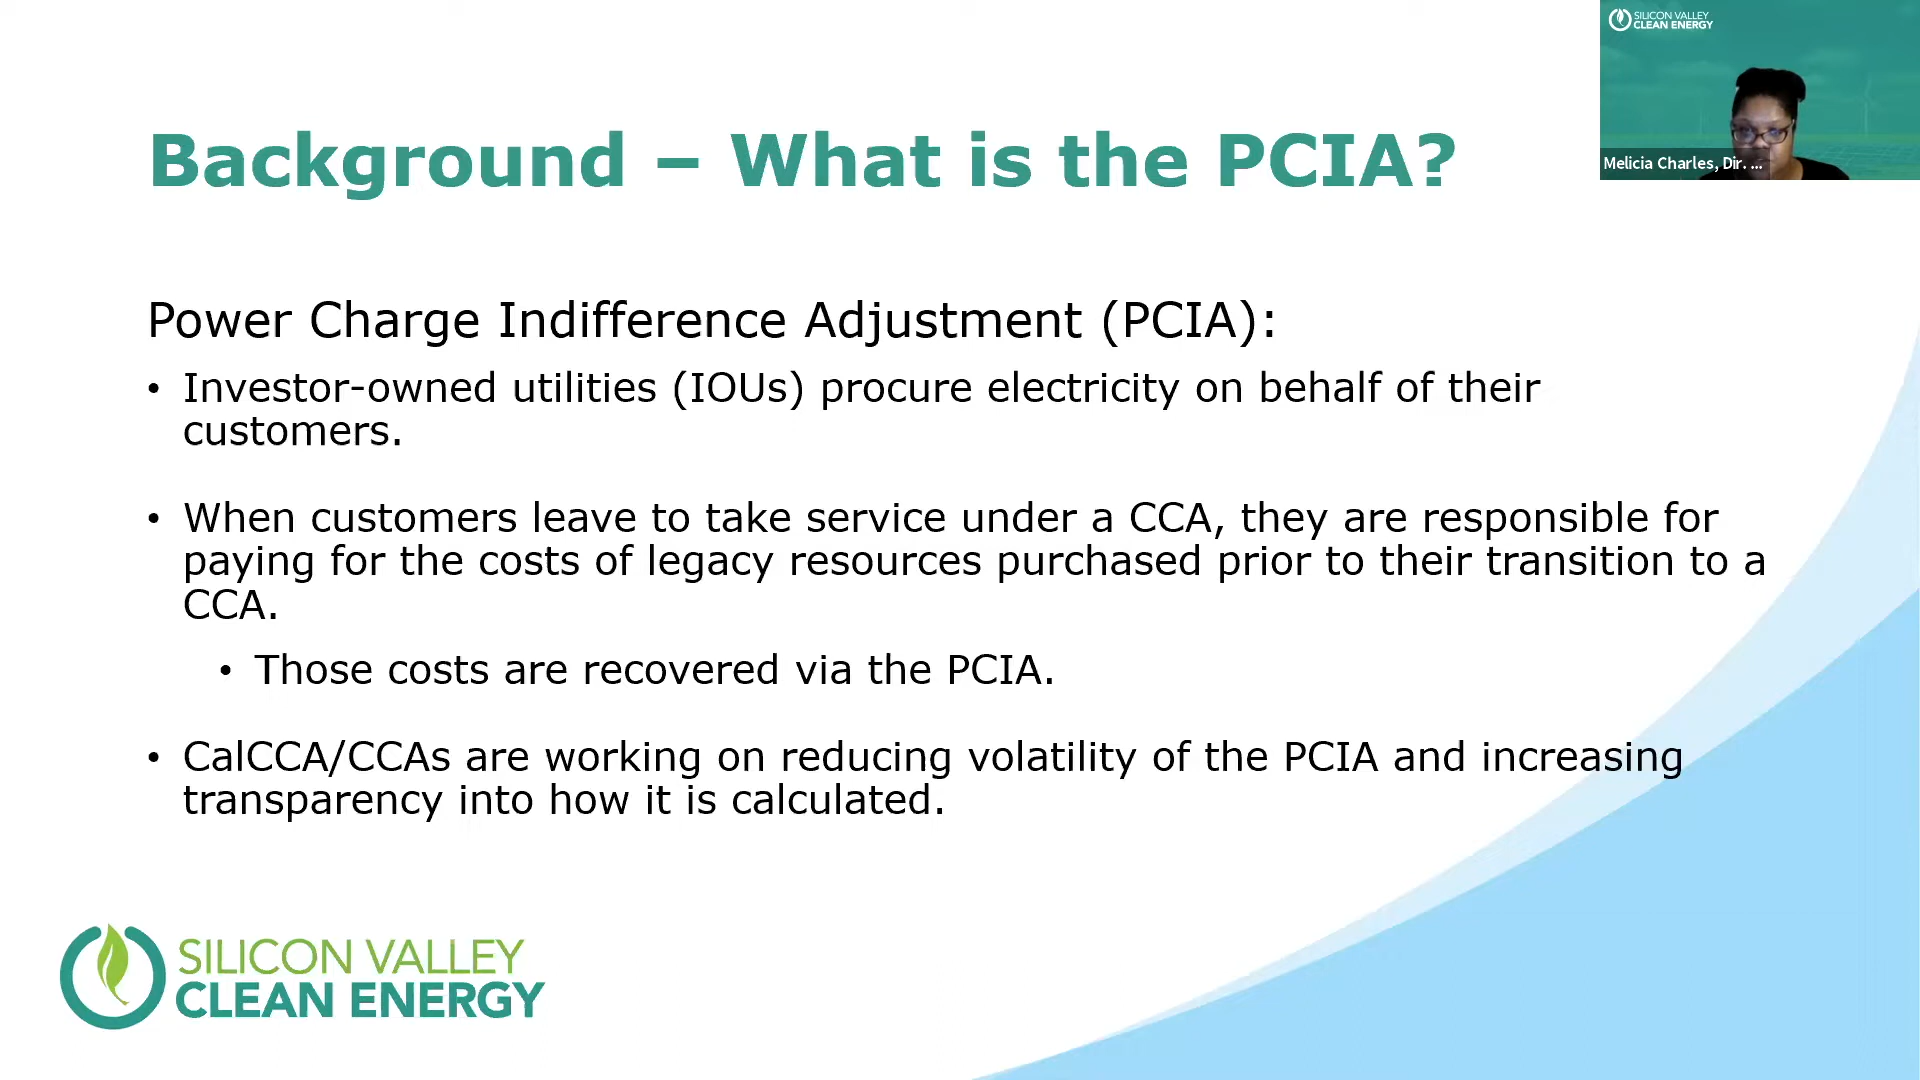 SILICON VALLEY
CLEAN ENERGY
Melicia Charles, Dir. ...
Background – What is the PCIA?
Power Charge Indifference Adjustment (PCIA):
• Investor-owned utilities (IOUs) procure electricity on behalf of their
customers.
• When customers leave to take service under a CCA, they are responsible for
paying for the costs of legacy resources purchased prior to their transition to a
CCA.
• Those costs are recovered via the PCIA.
• CalCCA/CCAs are working on reducing volatility of the PCIA and increasing
transparency into how it is calculated.
SILICON VALLEY
CLEAN ENERGY